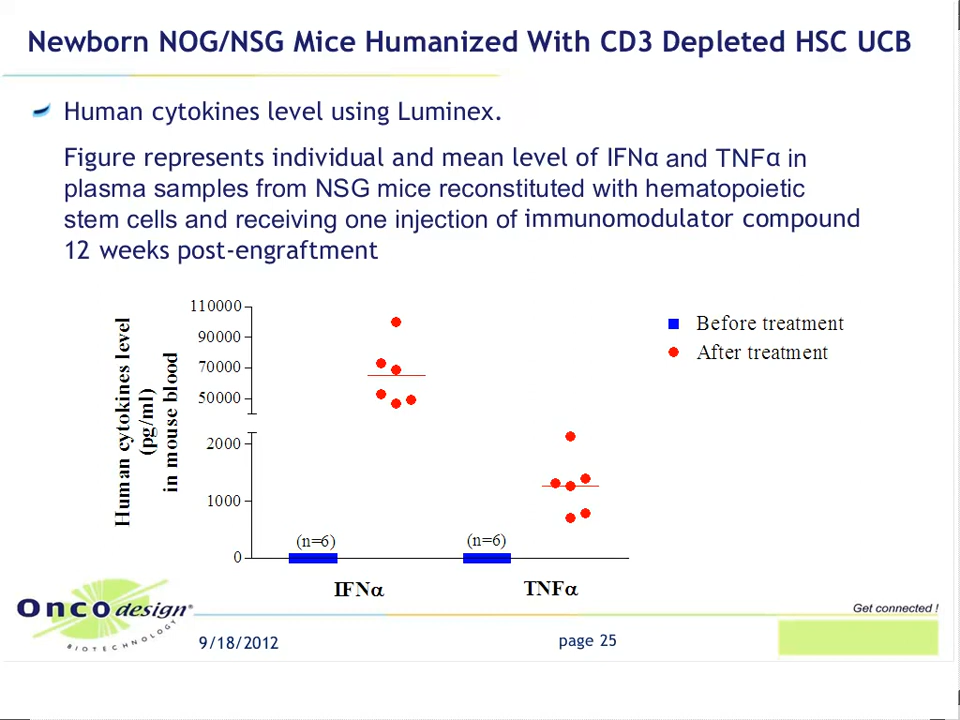 Newborn NOG/NSG Mice Humanized With CD3 Depleted HSC UCB
Human cytokines level using Luminex.
Figure represents individual and mean level of IFNα and TNFα in
plasma samples from NSG mice reconstituted with hematopoietic
stem cells and receiving one injection of immunomodulator compound
12 weeks post-engraftment
Human cytokines level
(pg/ml)
in mouse blood
110000
90000
70000
50000
2000
1000
0
(n=6)
(n=6)
IFNα
TNFα
Before treatment
After treatment
Oncodesign®
BIOTECHNOLOGY
Get connected !
9/18/2012
page 25